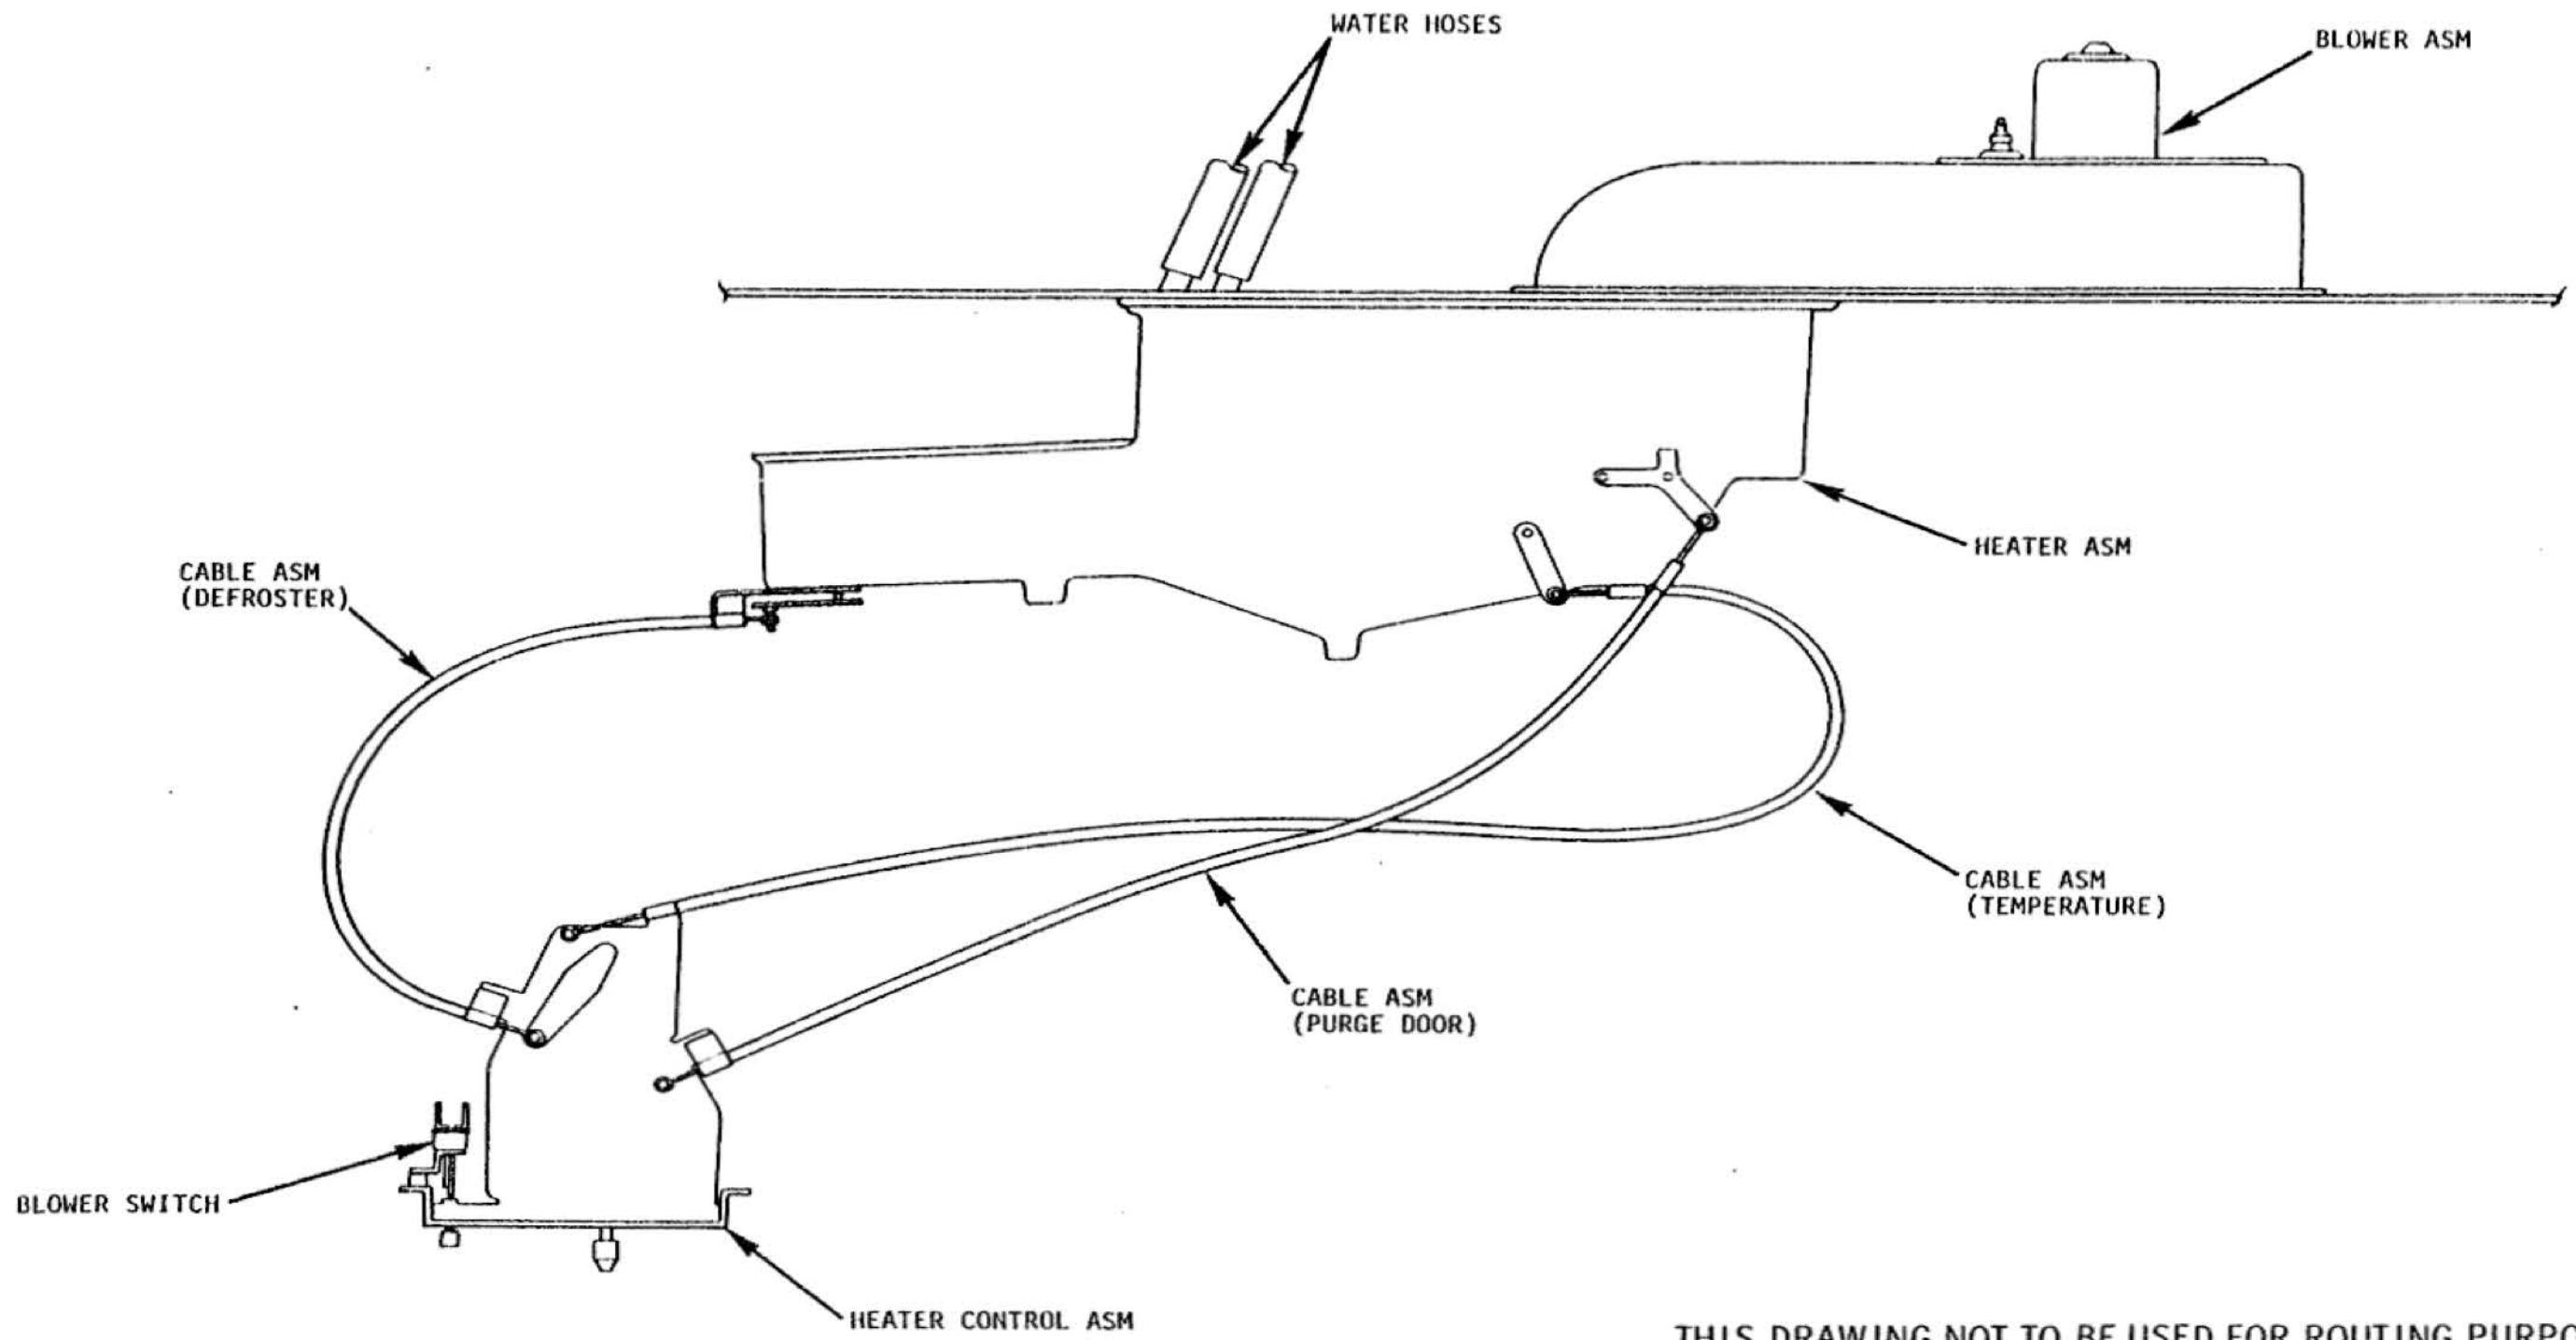 WATER HOSES
BLOWER ASM
HEATER ASM
CABLE ASM
(DEFROSTER)
CABLE ASM
(TEMPERATURE)
CABLE ASM
(PURGE DOOR)
BLOWER SWITCH
HEATER CONTROL ASM
THIS DRAWING NOT TO BE USED FOR ROUTING